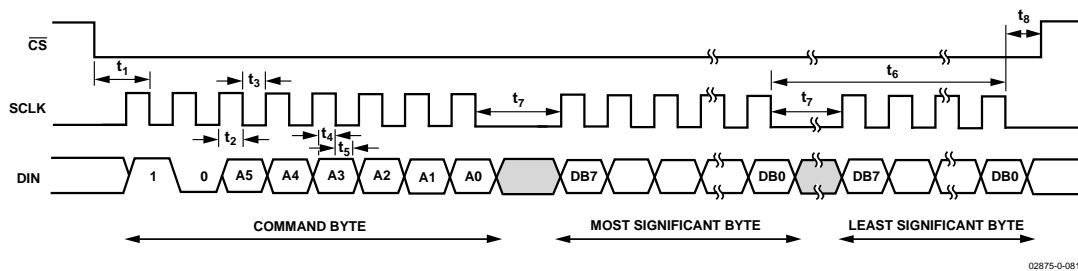 t8
CS
t1
t3
t6
SCLK
t7
t7
t2
t4
t5
DIN
1 0 A5 A4 A3 A2 A1 A0 DB7 DB0 DB7 DB0
COMMAND BYTE MOST SIGNIFICANT BYTE LEAST SIGNIFICANT BYTE
02875-0-081